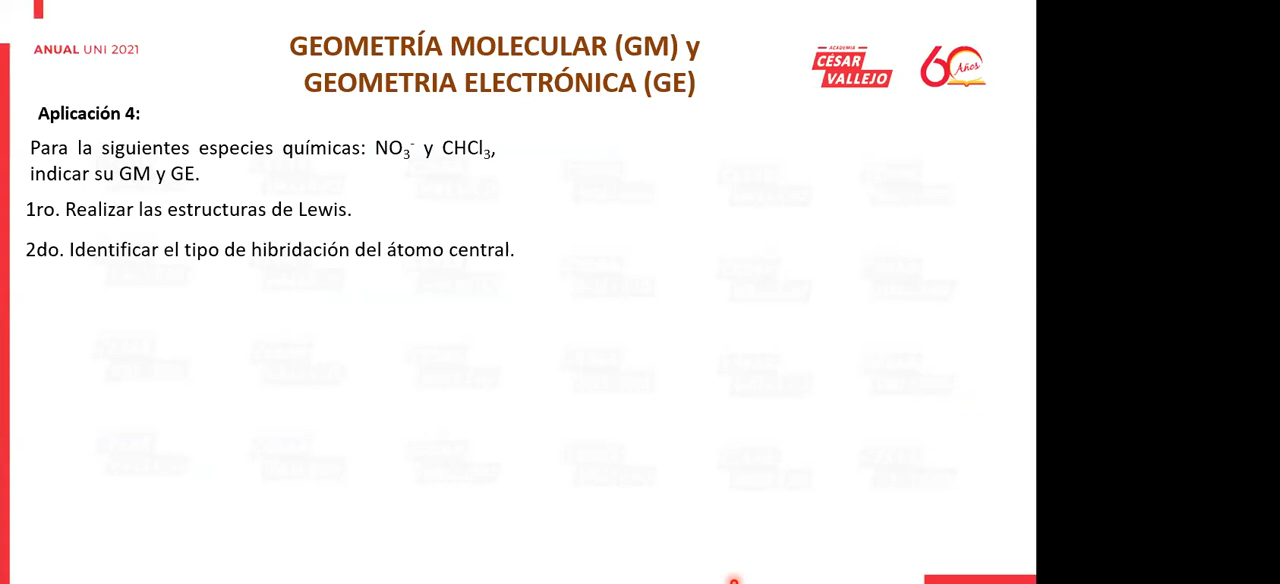 ANUAL UNI 2021
GEOMETRÍA MOLECULAR (GM) y
GEOMETRIA ELECTRÓNICA (GE)
ACADEMIA
CÉSAR
VALLEJO
60 Años
Aplicación 4:
Para la siguientes especies químicas: NO₃⁻ y CHCl₃,
indicar su GM y GE.
1ro. Realizar las estructuras de Lewis.
2do. Identificar el tipo de hibridación del átomo central.